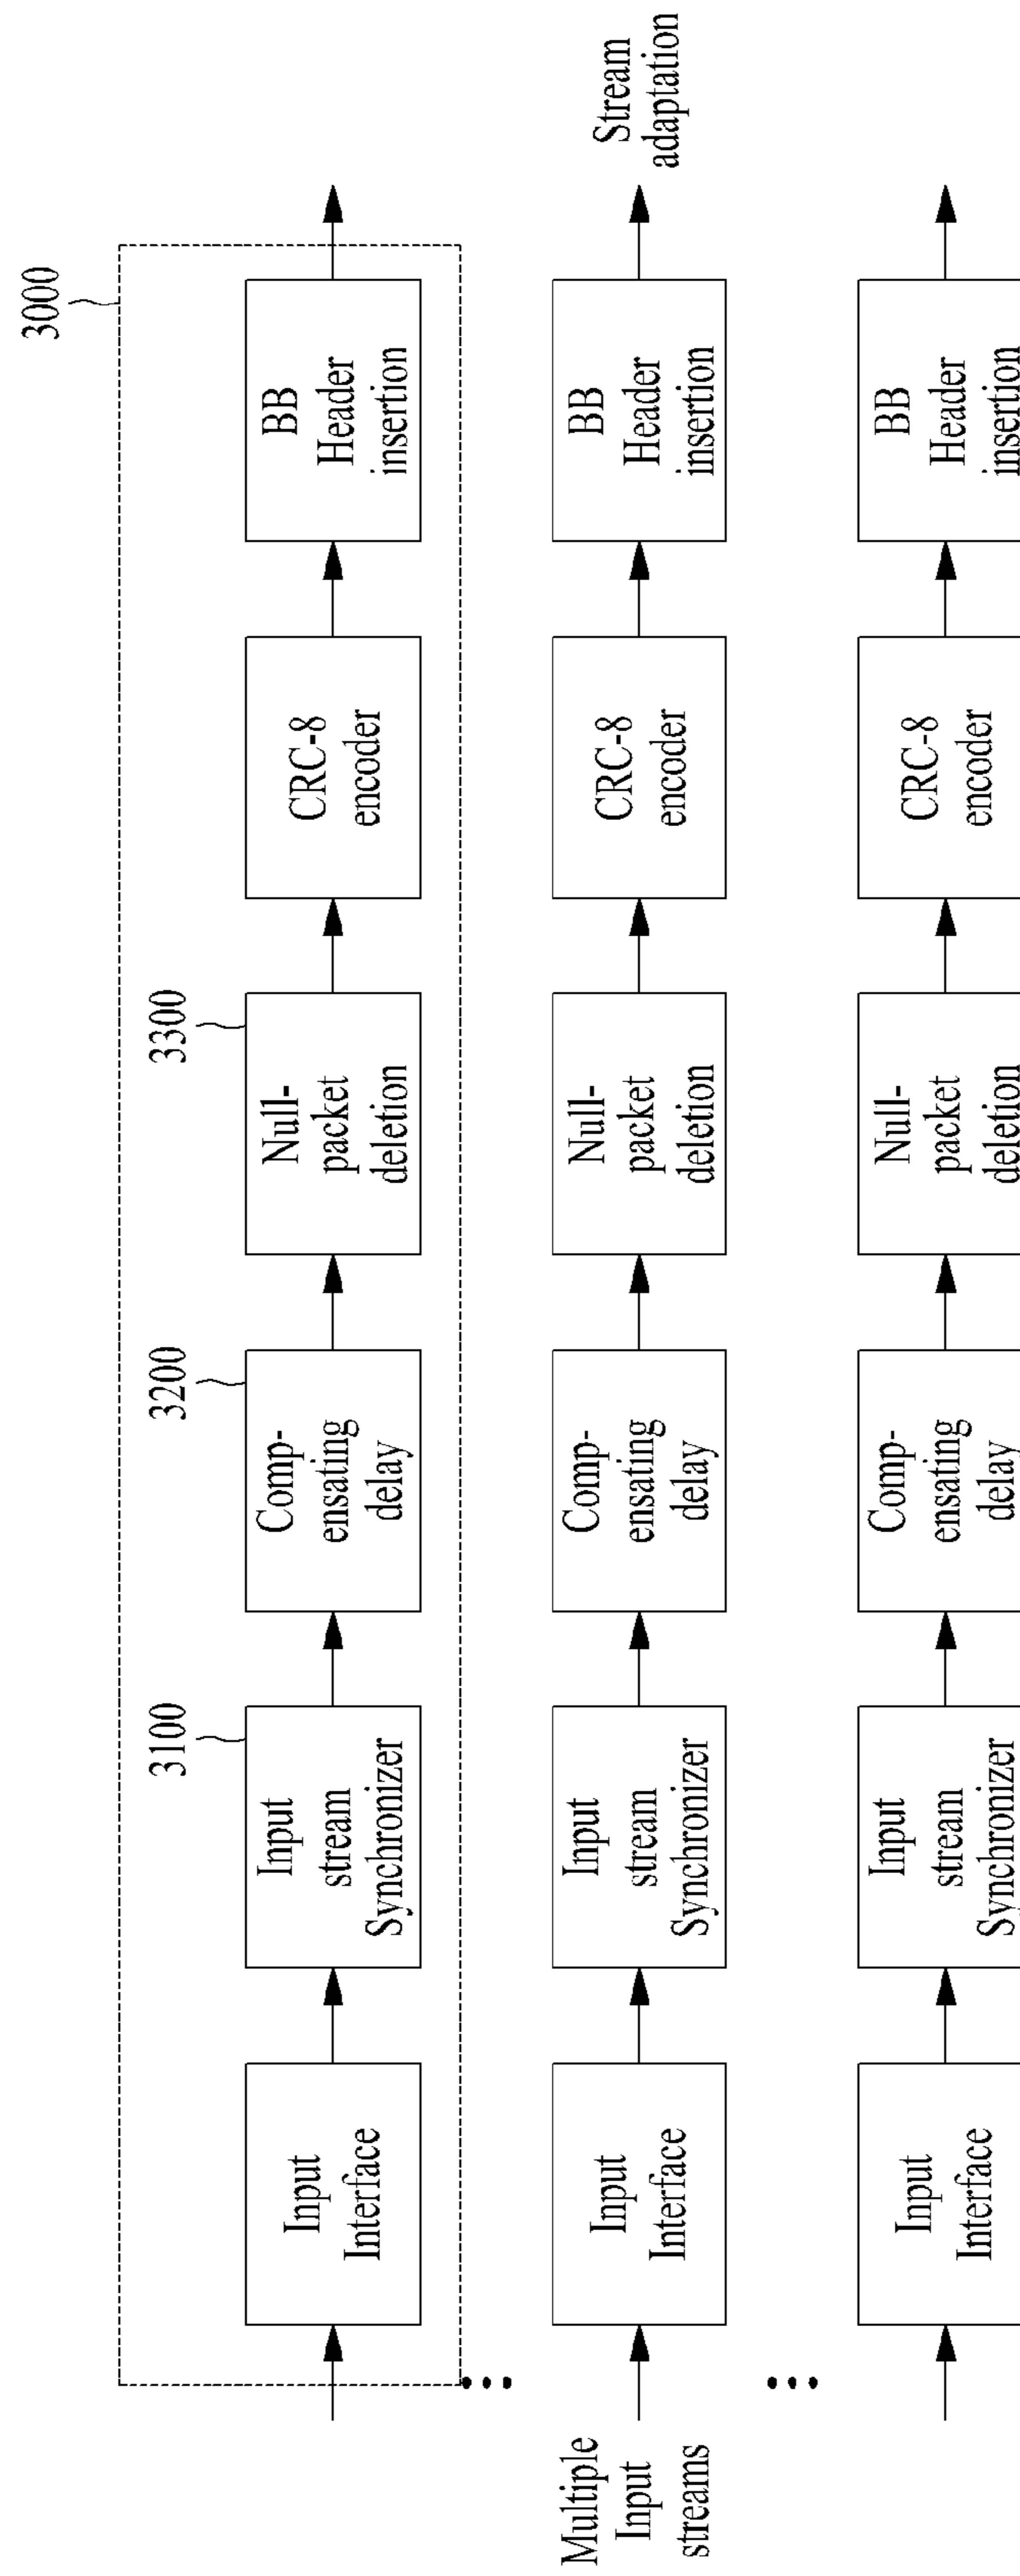 3000
3100
3200
3300
Input
Interface
Input
stream
Synchronizer
Comp-
ensating
delay
Null-
packet
deletion
CRC-8
encoder
BB
Header
insertion
Multiple
Input
streams
Input
Interface
Input
stream
Synchronizer
Comp-
ensating
delay
Null-
packet
deletion
CRC-8
encoder
BB
Header
insertion
Stream
adaptation
Input
Interface
Input
stream
Synchronizer
Comp-
ensating
delay
Null-
packet
deletion
CRC-8
encoder
BB
Header
insertion